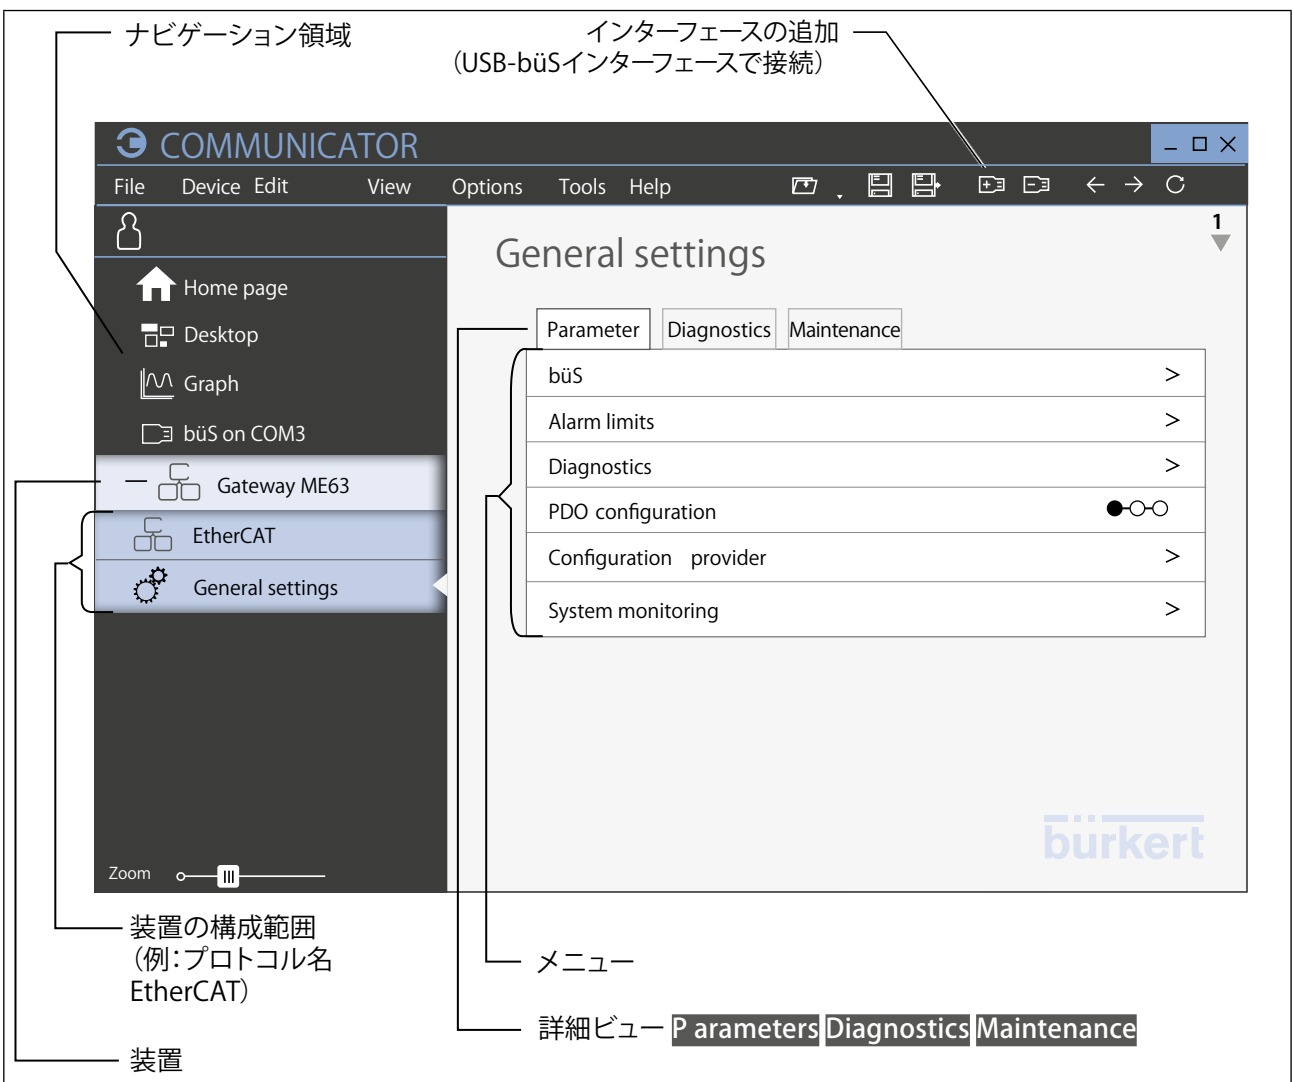 ナビゲーション領域
インターフェースの追加
（USB-büSインターフェースで接続）
COMMUNICATOR
File Device Edit View Options Tools Help
1
General settings
Home page
Desktop
Graph
büS on COM3
Gateway ME63
EtherCAT
General settings
Parameter Diagnostics Maintenance
büS >
Alarm limits >
Diagnostics >
PDO configuration
Configuration provider >
System monitoring >
bürkert
Zoom
装置の構成範囲
（例：プロトコル名
EtherCAT）
メニュー
詳細ビュー P arameters Diagnostics Maintenance
装置